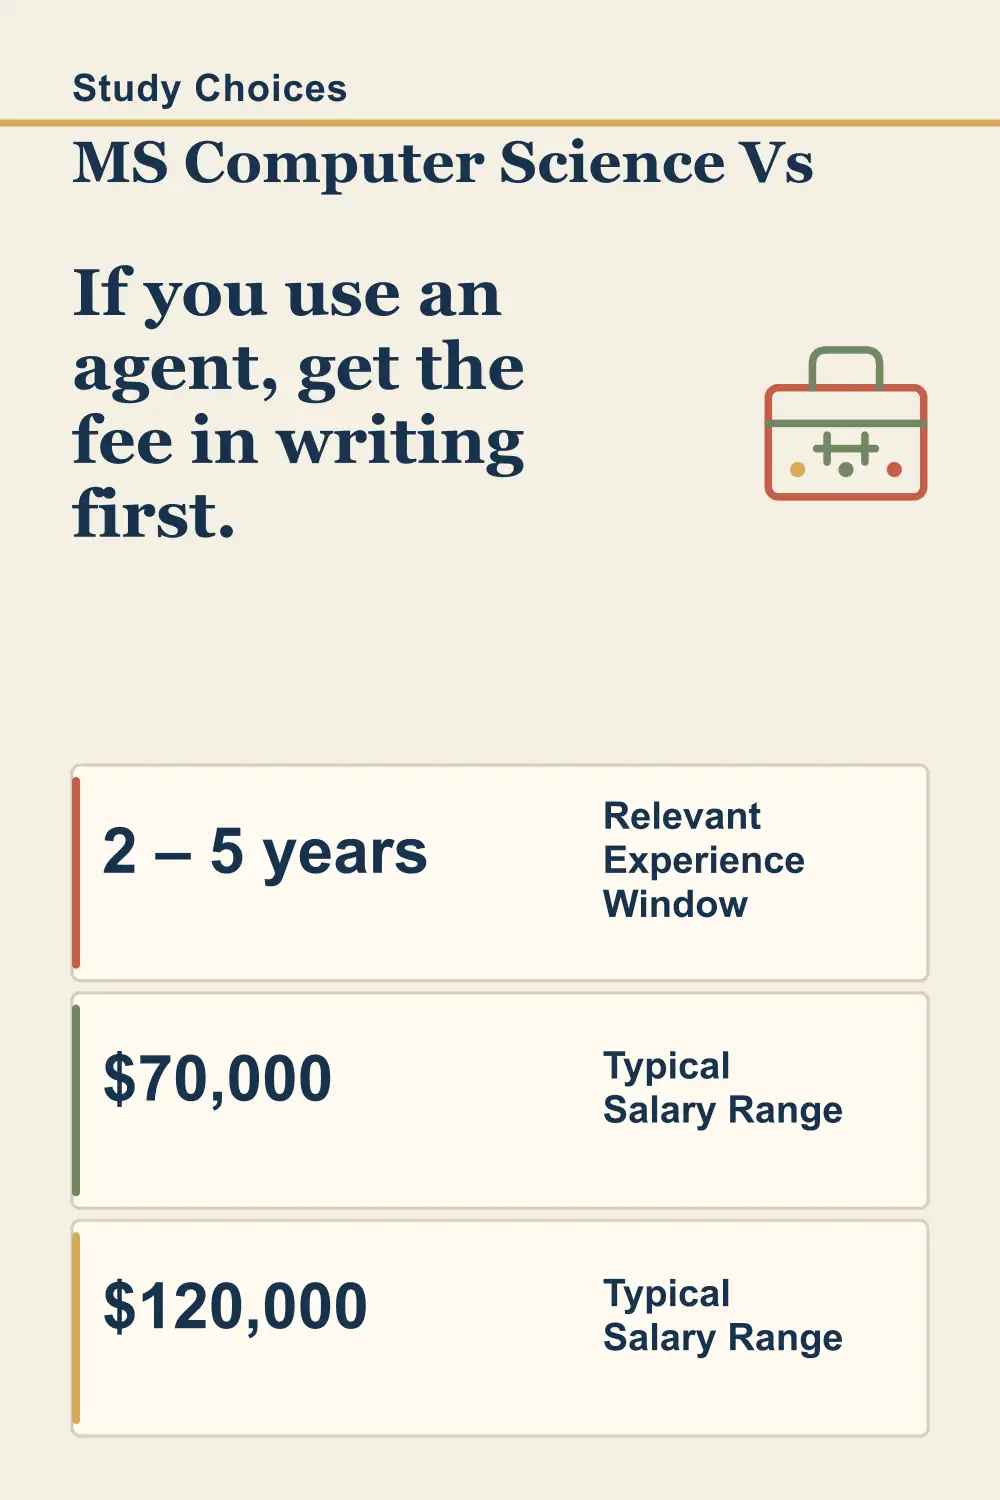 Study Choices
MS Computer Science Vs
If you use an
agent, get the
fee in writing
first.
2 – 5 years
Relevant
Experience
Window
$70,000
Typical
Salary Range
$120,000
Typical
Salary Range